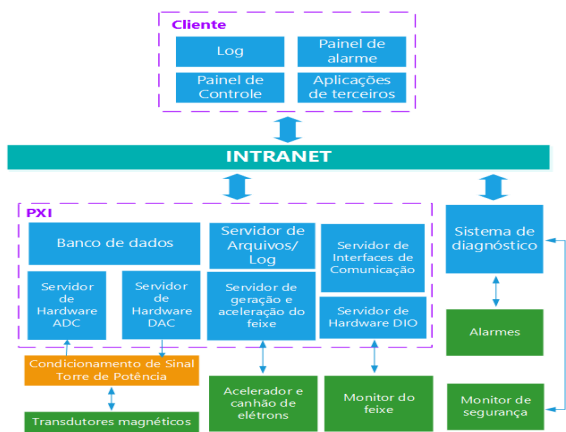 Cliente
Log
Painel de
alarme
Painel de
Controle
Aplicações
de terceiros
INTRANET
PXI
Banco de dados
Servidor de
Arquivos/
Log
Servidor de
Interfaces de
Comunicação
Servidor
de
Hardware
ADC
Servidor
de
Hardware
DAC
Servidor de
geração e
aceleração do
feixe
Servidor de
Hardware DIO
Sistema de
diagnóstico
Condicionamento de Sinal
Torre de Potência
Transdutores magnéticos
Acelerador e
canhão de
elétrons
Monitor do
feixe
Alarmes
Monitor de
segurança